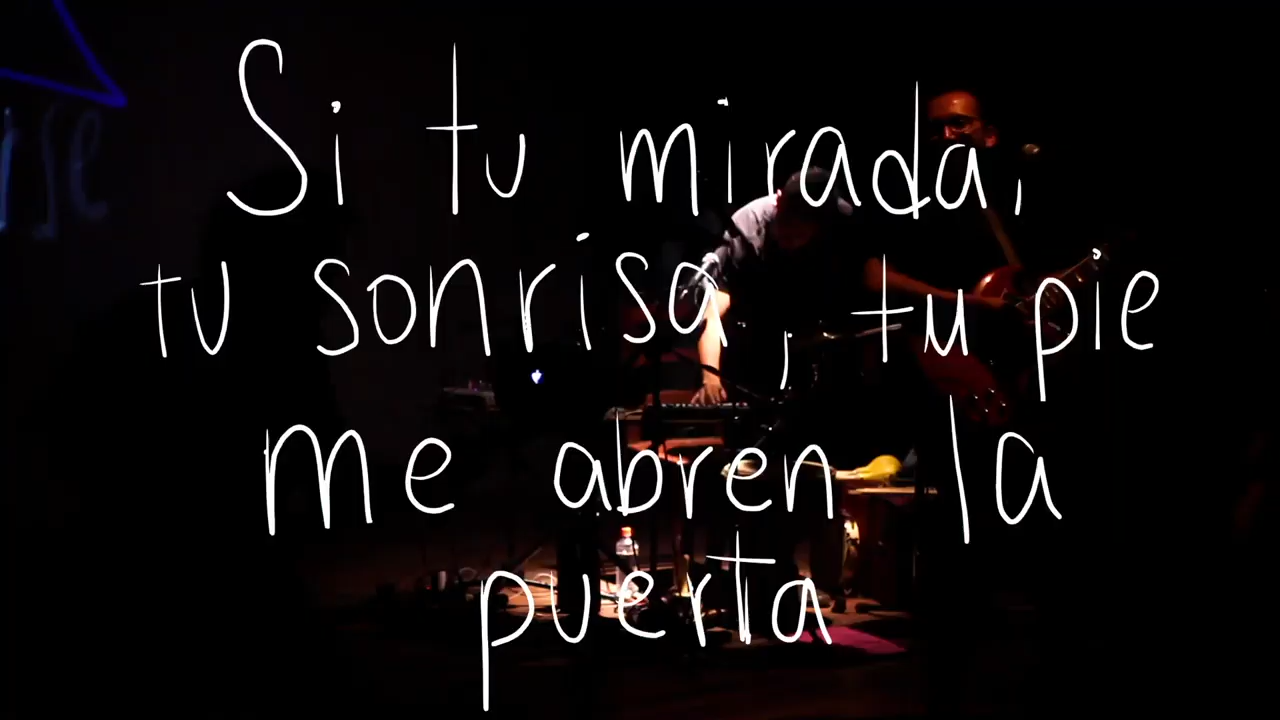 Si tu mirada,
tu sonrisa, tu pie
me abren la
puerta